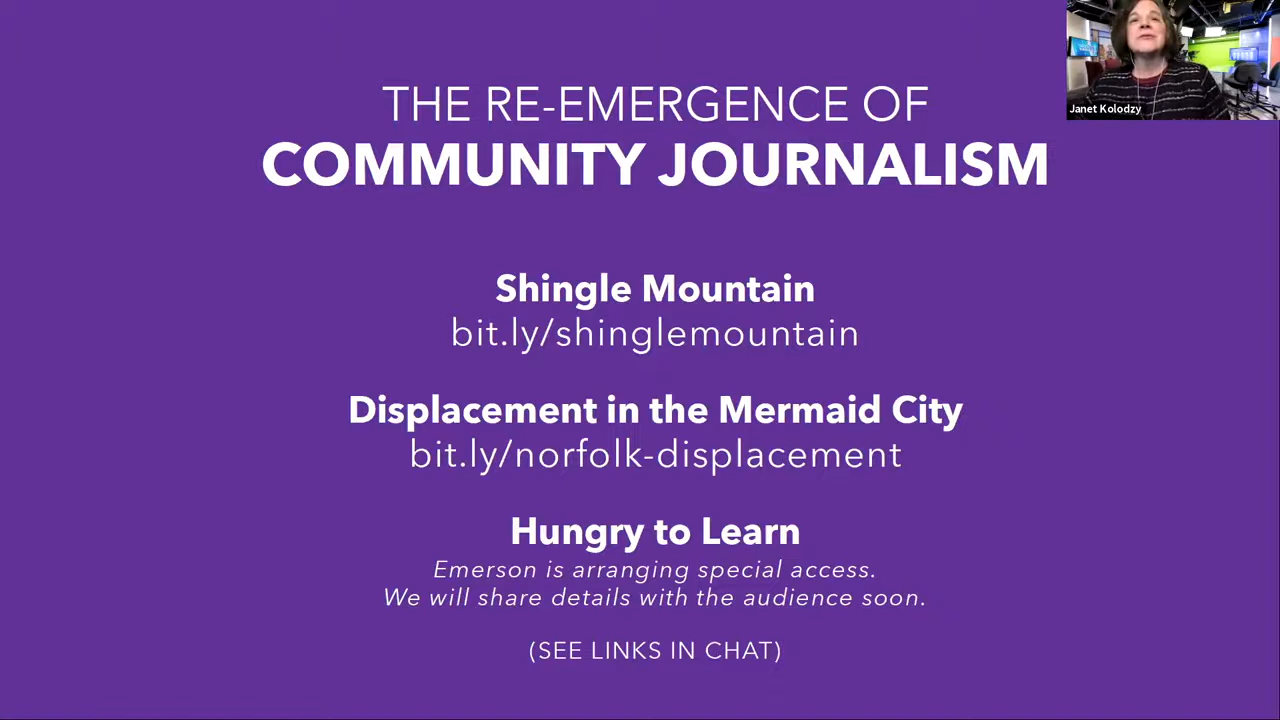 THE RE-EMERGENCE OF
COMMUNITY JOURNALISM
Janet Kolodzy
Shingle Mountain
bit.ly/shinglemountain
Displacement in the Mermaid City
bit.ly/norfolk-displacement
Hungry to Learn
Emerson is arranging special access.
We will share details with the audience soon.
(SEE LINKS IN CHAT)